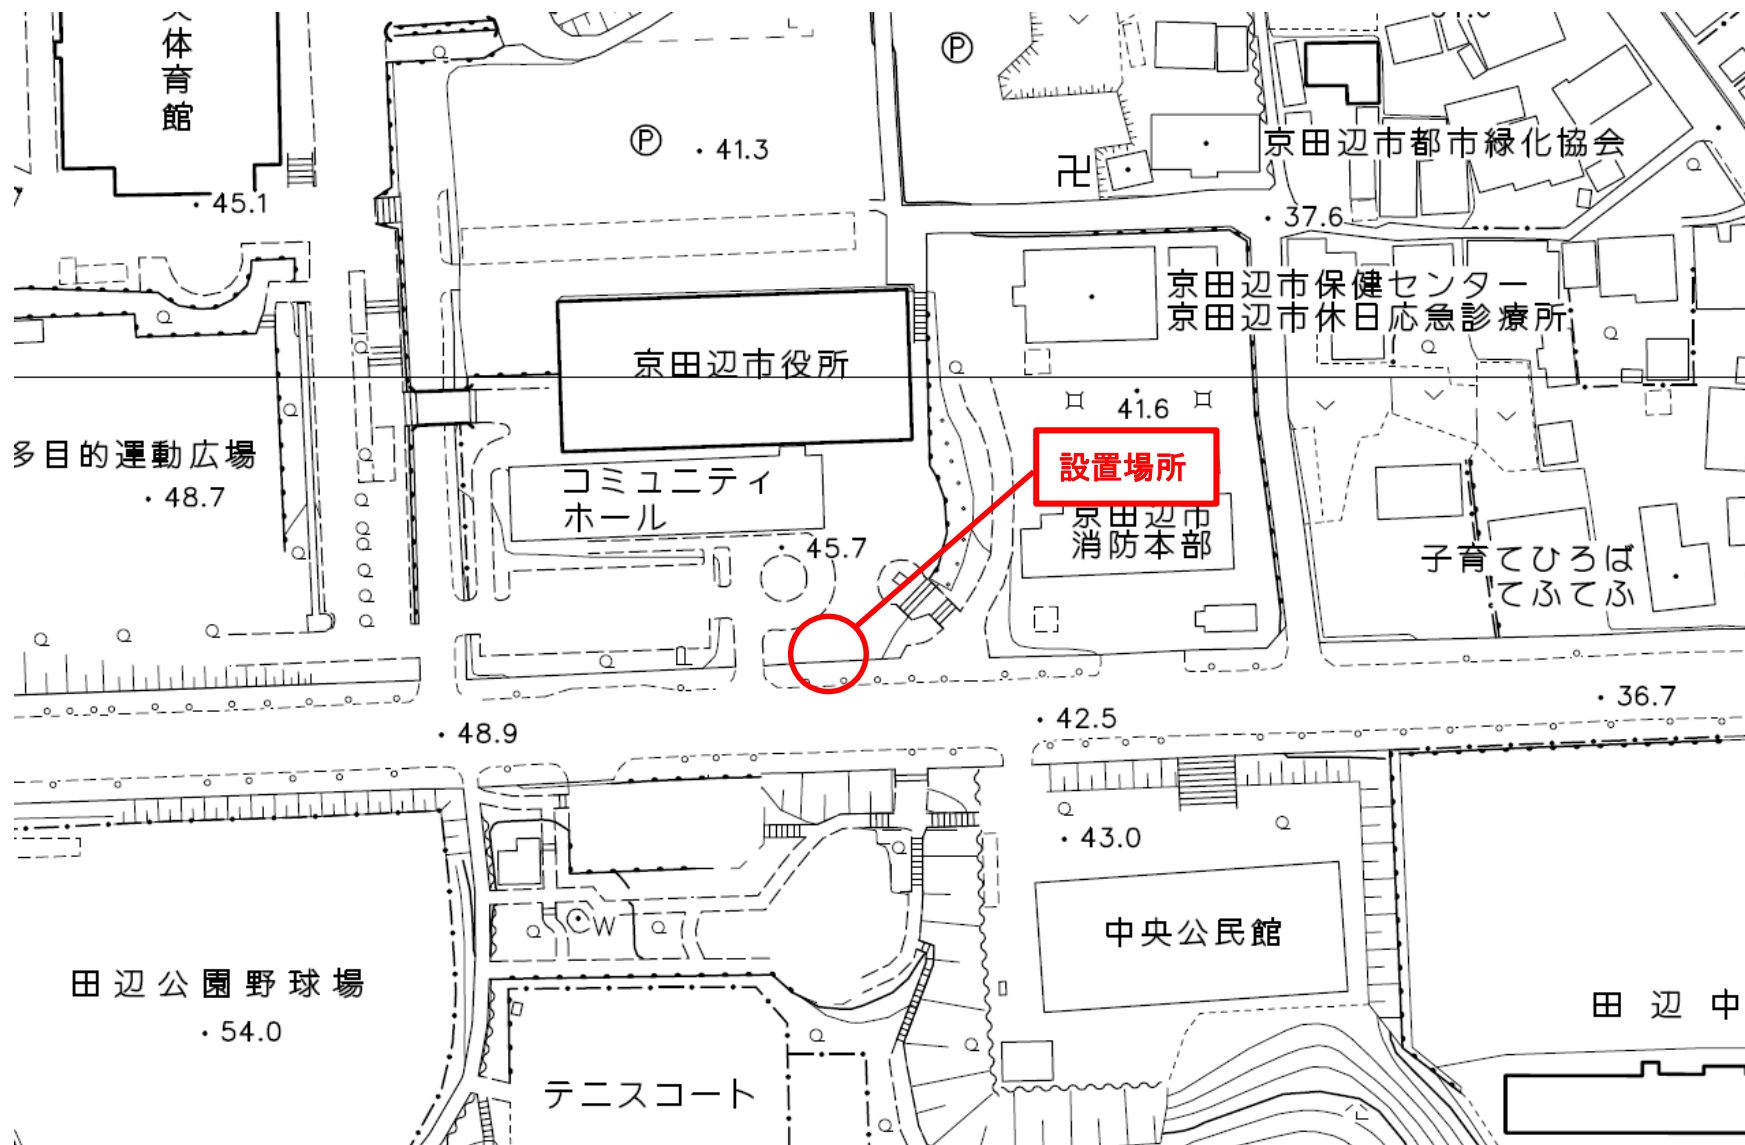 体育館
Ⓟ
Ⓟ
41.3
45.1
卍
京田辺市都市緑化協会
37.6
京田辺市保健センター
京田辺市休日応急診療所
京田辺市役所
41.6
多目的運動広場
48.7
コミュニティ
ホール
45.7
設置場所
京田辺市
消防本部
子育てひろば
てふてふ
48.9
42.5
36.7
43.0
W
中央公民館
田辺公園野球場
54.0
田辺中
テニスコート